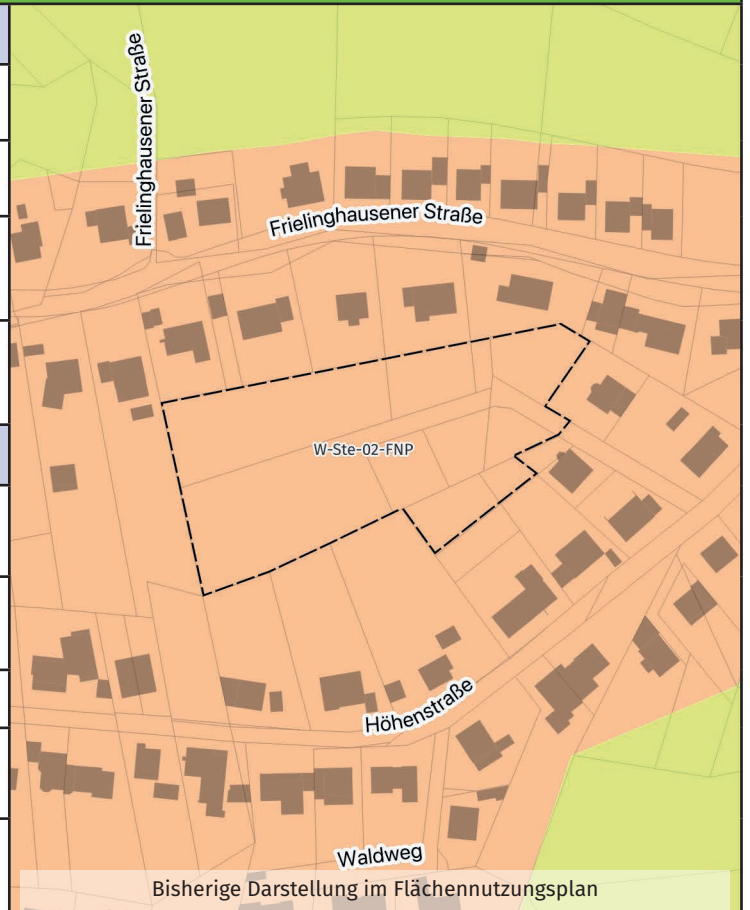 Frielinghausener Straße
Frielinghausener Straße
W-Ste-02-FNP
Höhenstraße
Waldweg
Bisherige Darstellung im Flächennutzungsplan